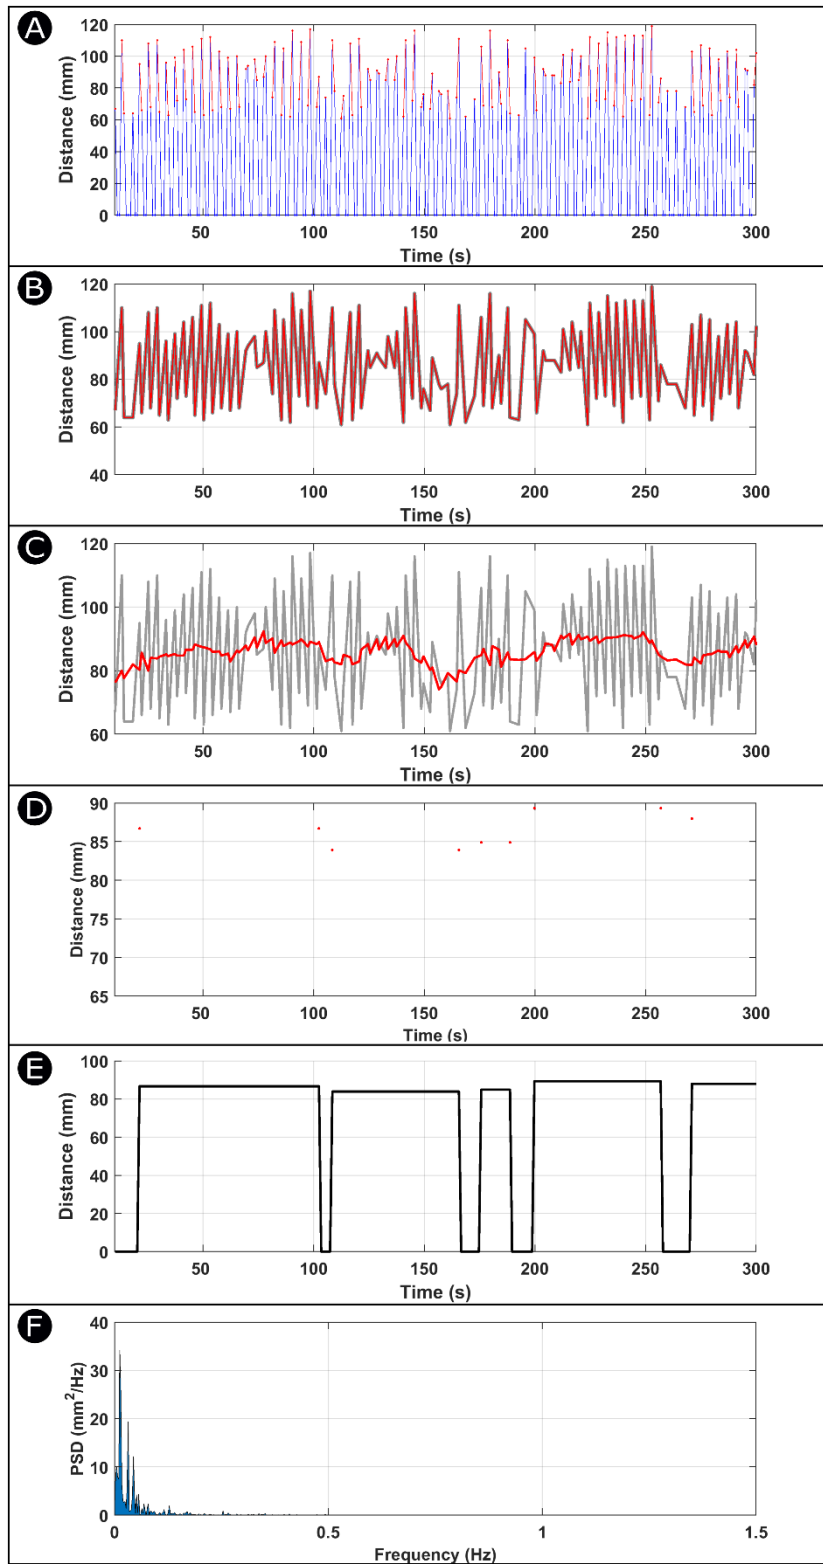 A
120
100
80
60
40
20
0
Distance (mm)
50 100 150 200 250 300
Time (s)
B
120
100
80
60
40
Distance (mm)
50 100 150 200 250 300
Time (s)
C
120
100
80
60
Distance (mm)
50 100 150 200 250 300
Time (s)
D
90
85
80
75
70
65
Distance (mm)
50 100 150 200 250 300
Time (s)
E
100
80
60
40
20
0
Distance (mm)
50 100 150 200 250 300
Time (s)
F
40
30
20
10
0
PSD (mm²/Hz)
0 0.5 1 1.5
Frequency (Hz)